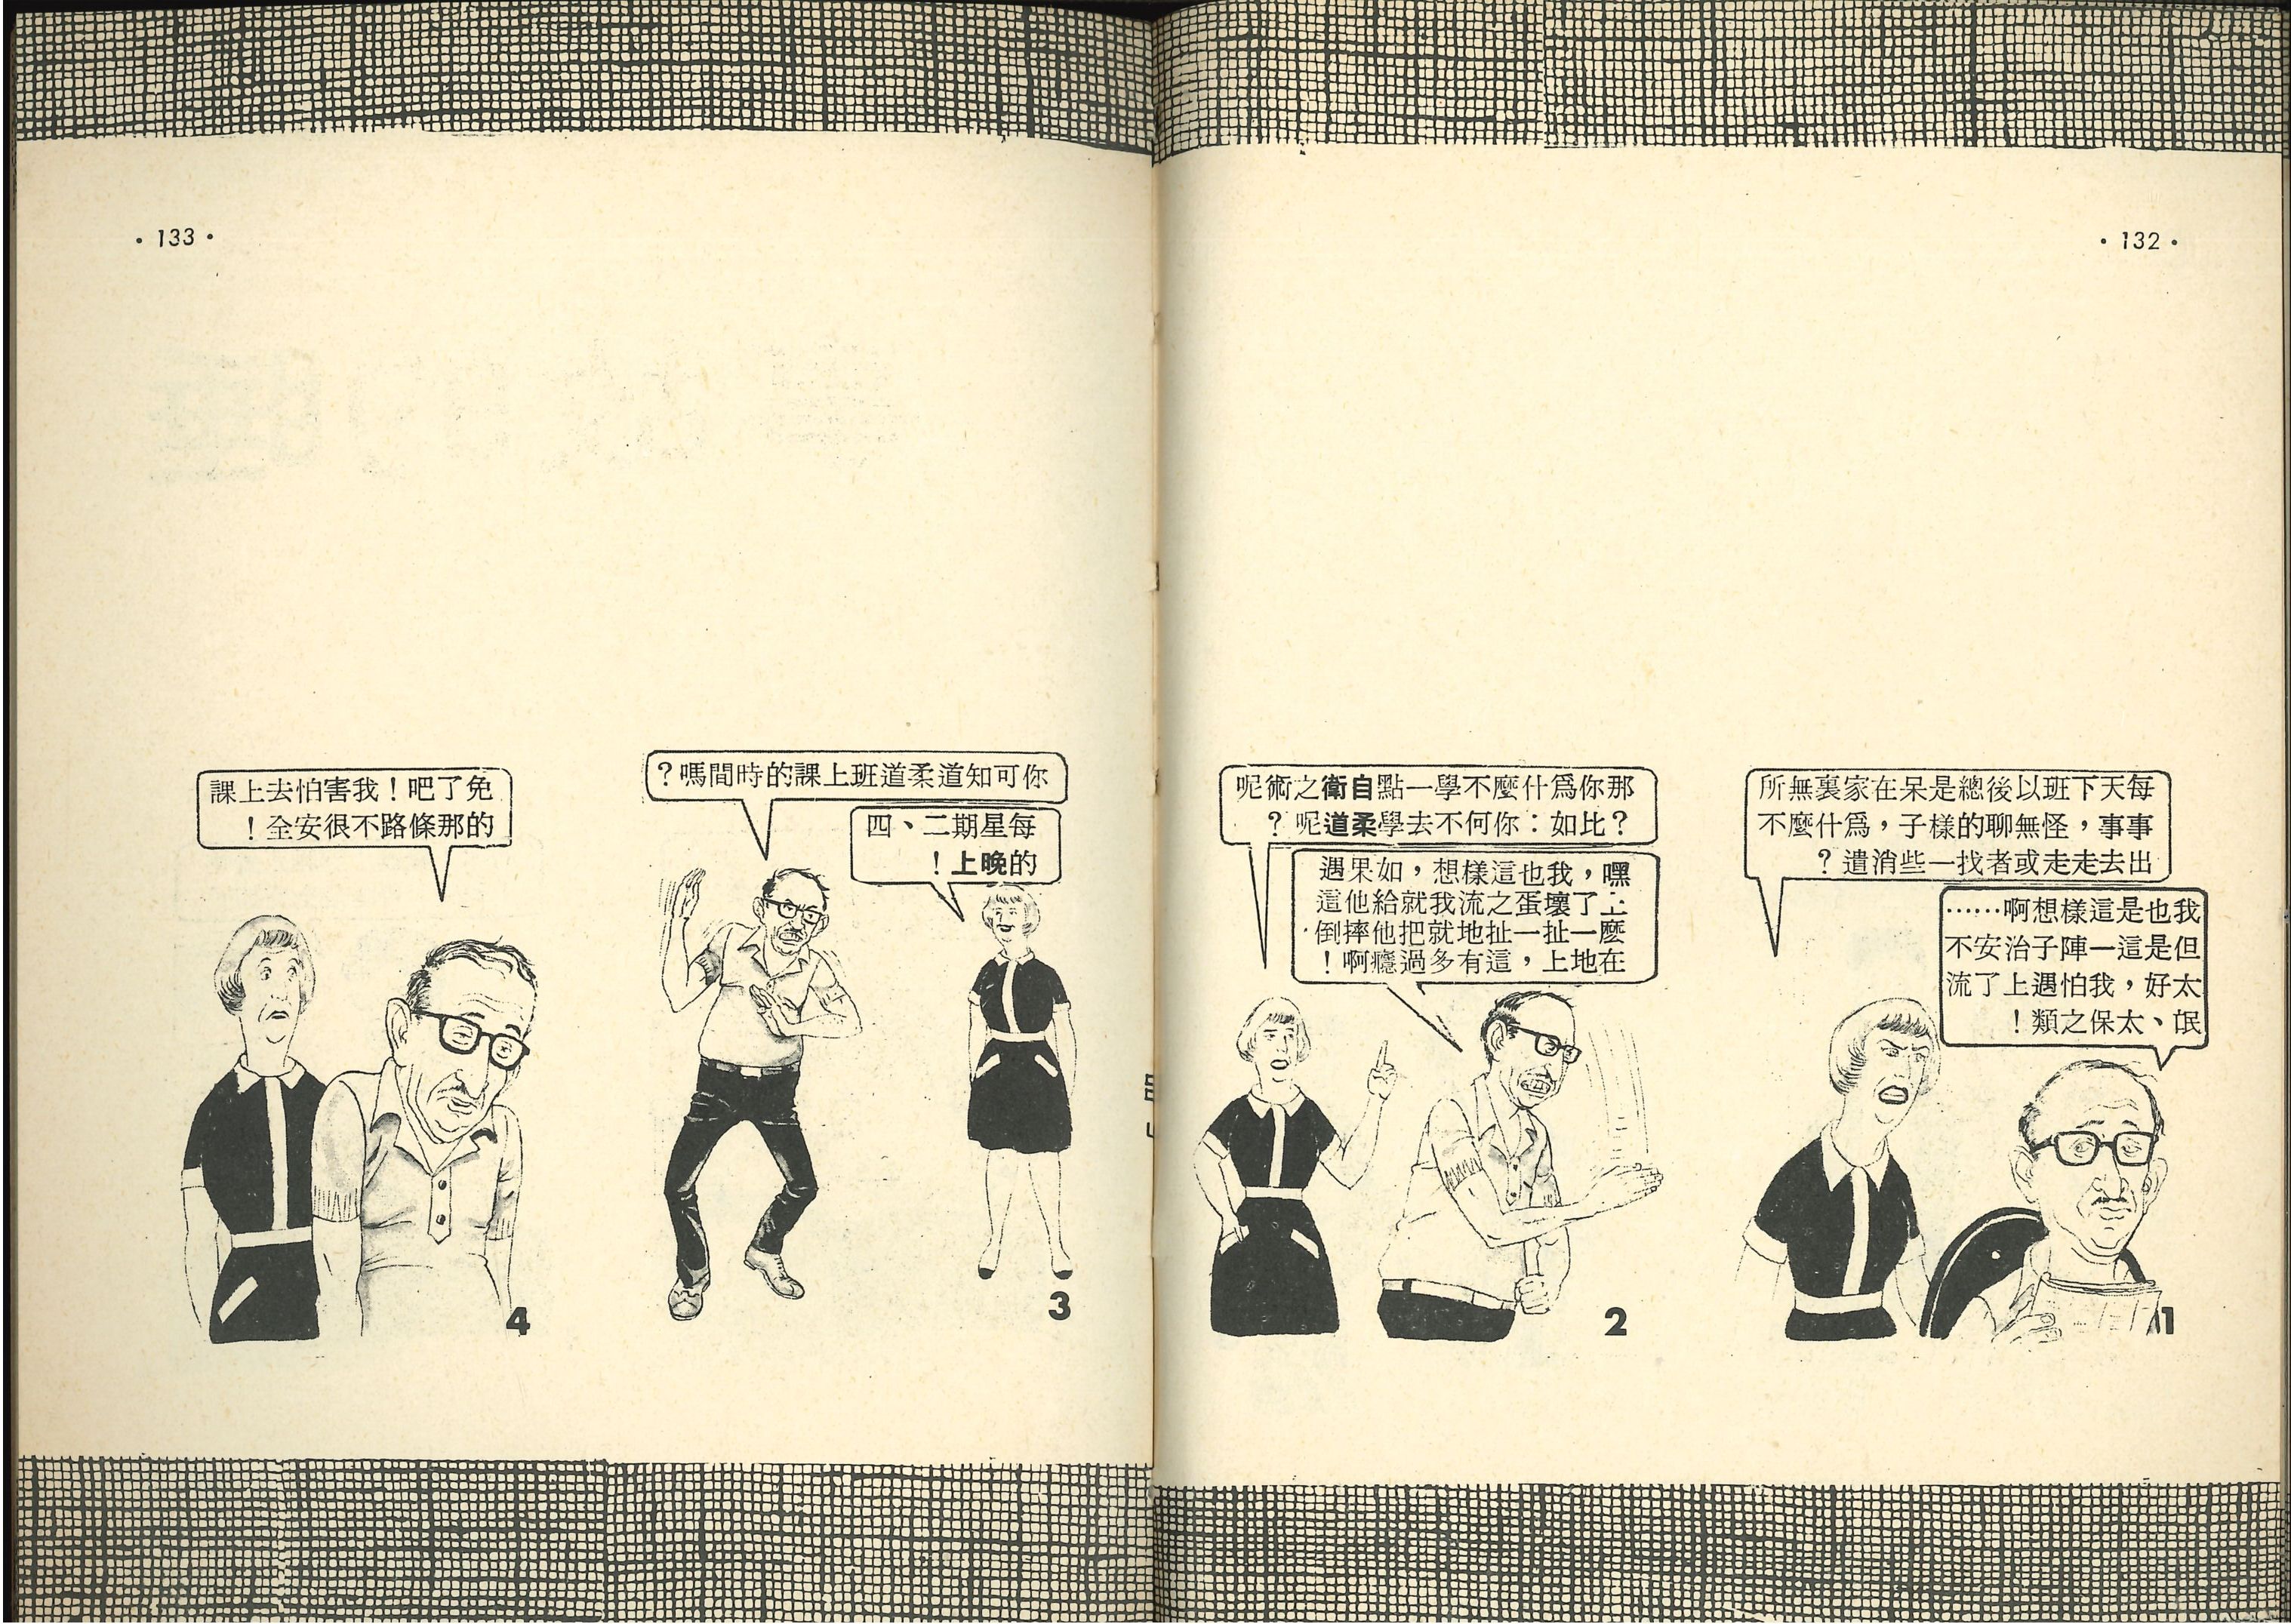 • 132 •
每天下班以後總是呆在家裏無所
事事，怪無聊的樣子，爲什麼不
出去走走或者找一些消遣？
我也是這樣想啊……
但是這一陣子治安不
太好，我怕遇上了流
氓、太保之類！
1
那你爲什麼不學一點自衛之術呢
？比如：你何不去學柔道呢？
嘿，我也這樣想，如果遇
上了壞蛋之流我就給他這
麼一扯一扯地就把他摔倒
在地上，這有多過癮啊！
2
• 133 •
你可知道柔道班上課的時間嗎？
每星期二、四
的晚上！
3
免了吧！我害怕去上課
的那條路不很安全！
4